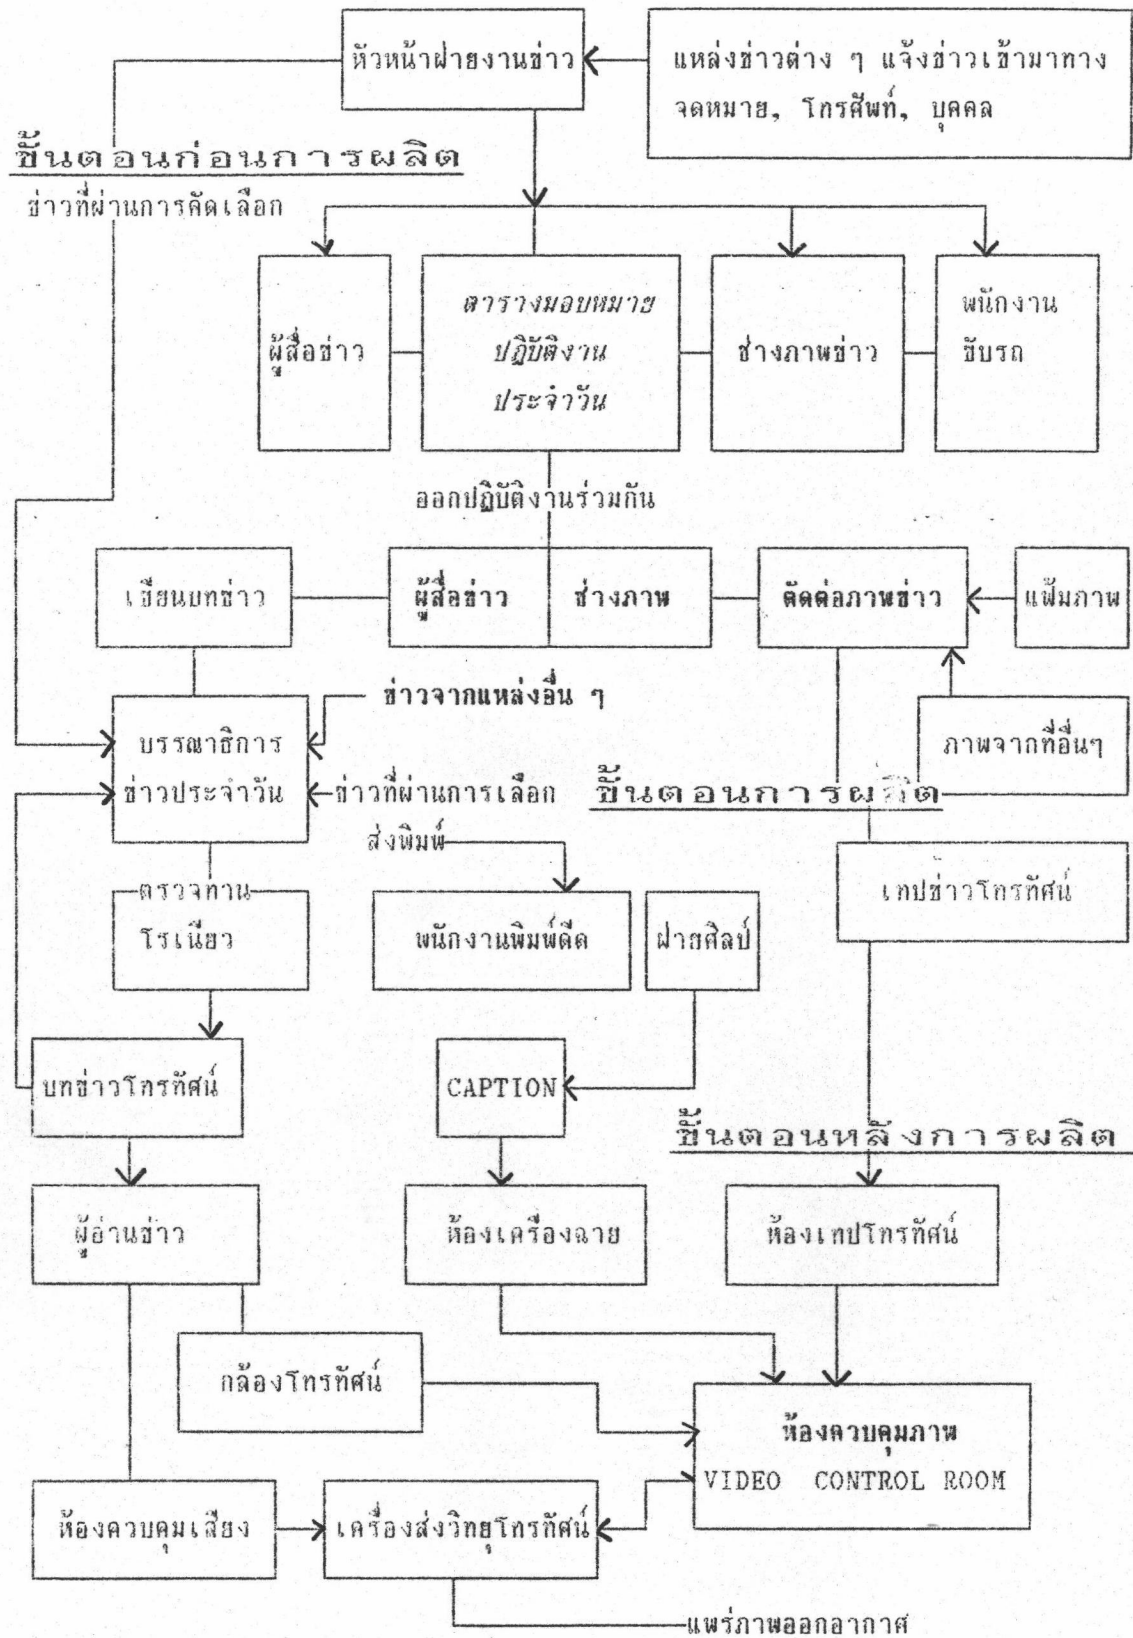 หัวหน้าฝ่ายงานข่าว
แหล่งข่าวต่าง ๆ แจ้งข่าวเข้ามาทาง
จดหมาย, โทรศัพท์, บุคคล
ขั้นตอนก่อนการผลิต
ข่าวที่ผ่านการคัดเลือก
ผู้สื่อข่าว
ตารางมอบหมาย
ปฏิบัติงาน
ประจำวัน
ช่างภาพข่าว
พนักงาน
ขับรถ
ออกปฏิบัติงานร่วมกัน
เขียนบทข่าว
ผู้สื่อข่าว
ช่างภาพ
ตัดต่อภาพข่าว
แฟ้มภาพ
ข่าวจากแหล่งอื่น ๆ
บรรณาธิการ
ข่าวประจำวัน
ภาพจากที่อื่นๆ
ข่าวที่ผ่านการเลือก
ขั้นตอนการผลิต
ส่งพิมพ์
ตรวจทาน
โรเนียว
พนักงานพิมพ์ดีด
ฝ่ายศิลป์
เทปข่าวโทรทัศน์
บทข่าวโทรทัศน์
CAPTION
ขั้นตอนหลังการผลิต
ผู้อ่านข่าว
ห้องเครื่องฉาย
ห้องเทปโทรทัศน์
กล้องโทรทัศน์
ห้องควบคุมภาพ
VIDEO CONTROL ROOM
ห้องควบคุมเสียง
เครื่องส่งวิทยุโทรทัศน์
แพร่ภาพออกอากาศ